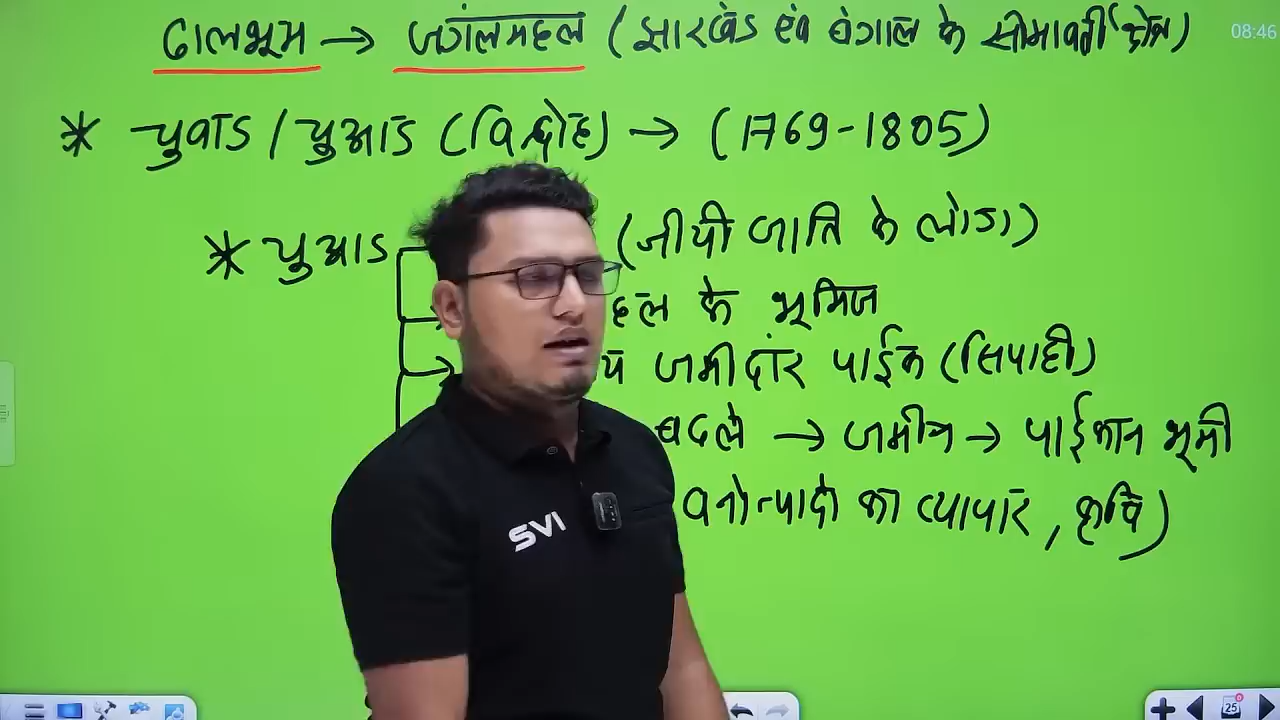 ढालभूम → जंगलमहल (झारखंड एवं बंगाल के सीमावर्ती क्षेत्र) 08:46
* चुवाड / चुआड (विद्रोह) → (1769-1805)
* चुआड (नीची जाति के लोग)
के भूमिज
जमींदार पाईक (सिपाही)
बदले → जमीन → पाईकान भूमी
वनोत्पादो का व्यापार, कृषि)
SVI
25